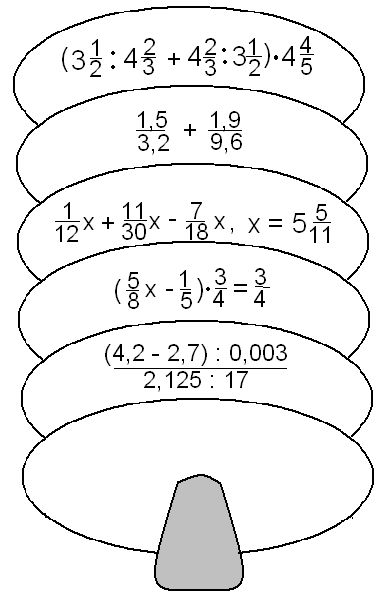 (3 1/2 : 4 2/3 + 4 2/3 : 3 1/2) · 4 4/5
1,5/3,2 + 1,9/9,6
1/12 x + 11/30 x - 7/18 x, x = 5 5/11
(5/8 x - 1/5) · 3/4 = 3/4
(4,2 - 2,7) : 0,003
2,125 : 17